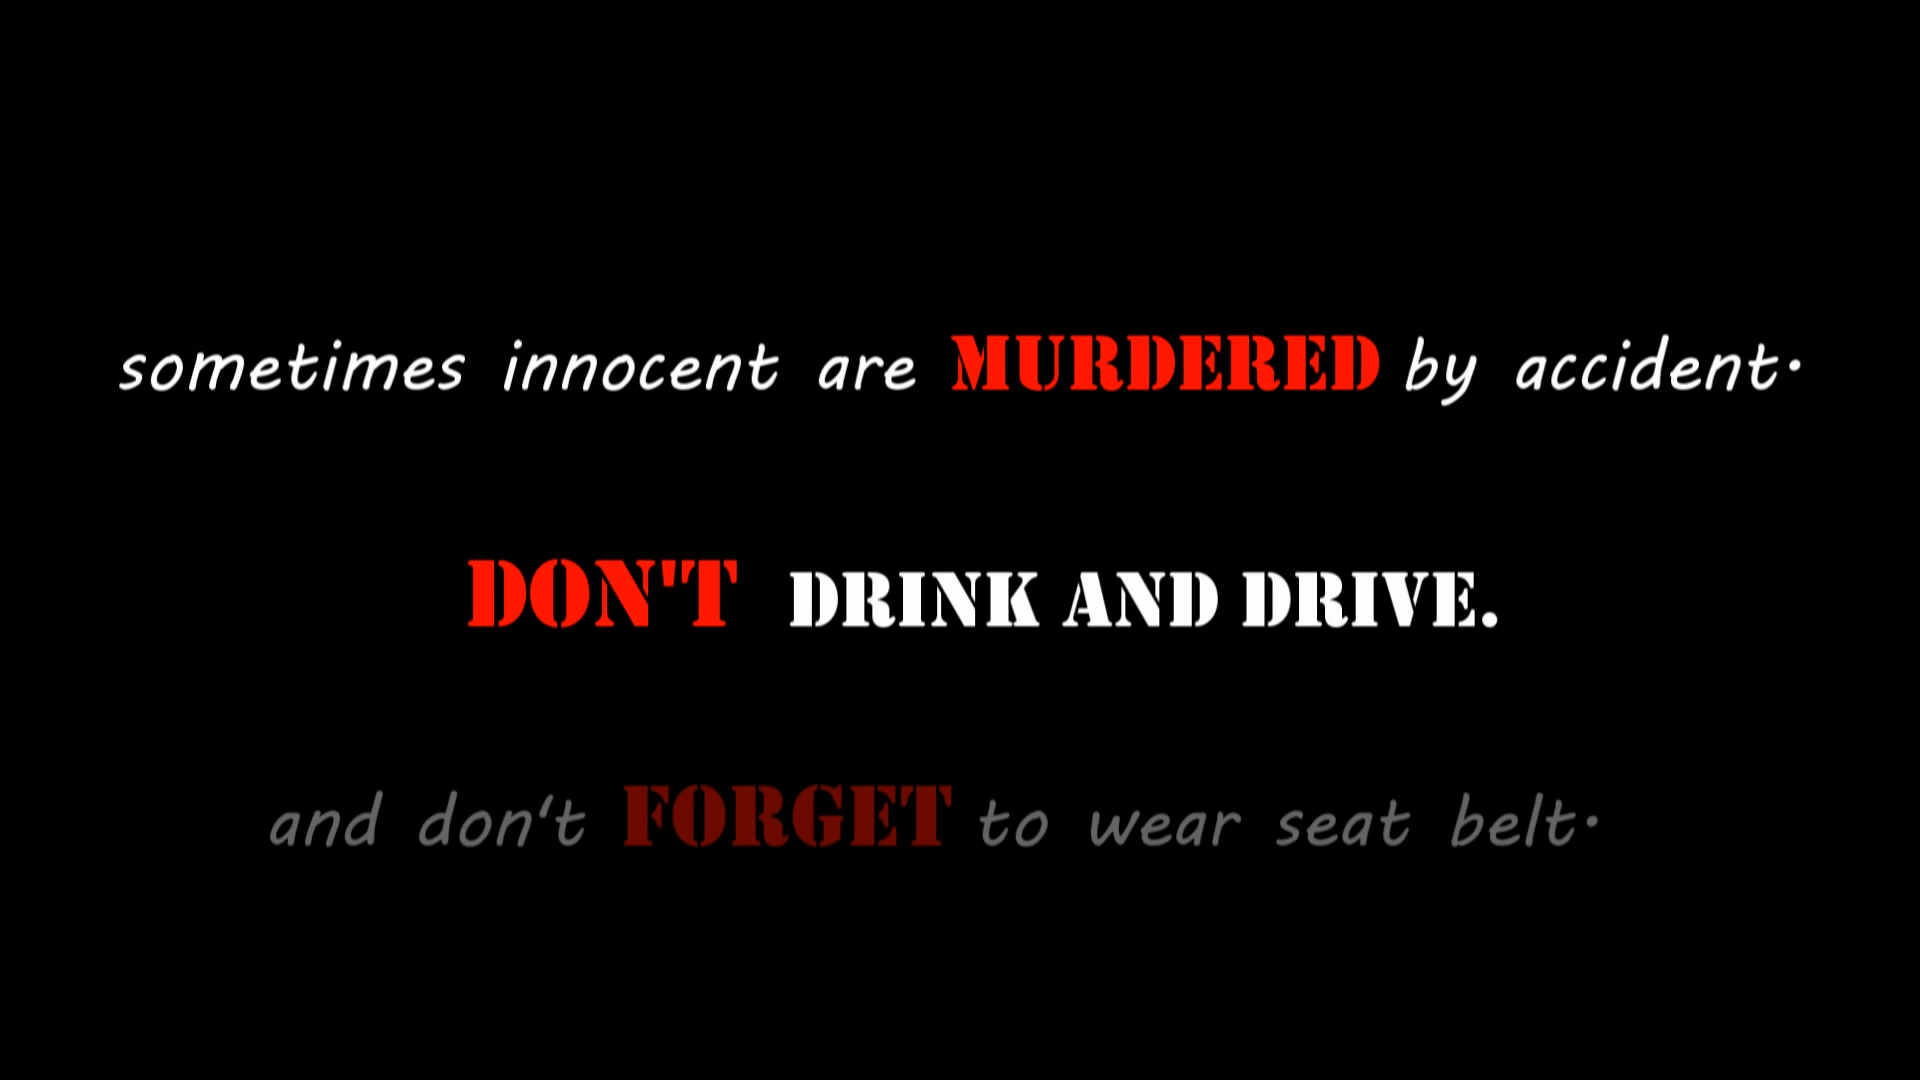 sometimes innocent are MURDERED by accident.
DON'T DRINK AND DRIVE.
and don't FORGET to wear seat belt.